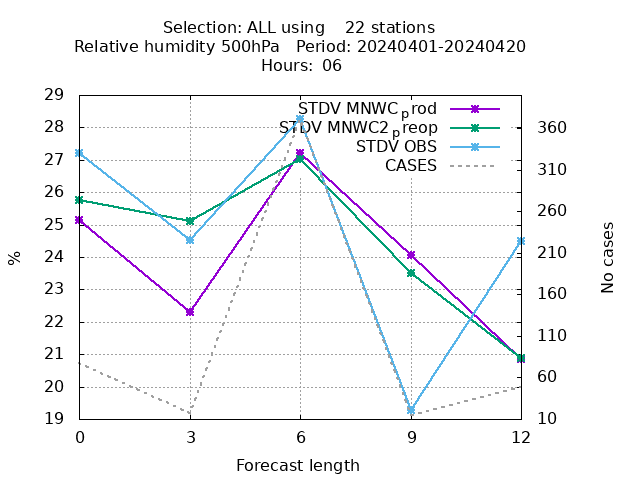 Selection: ALL using    22 stations
Relative humidity 500hPa   Period: 20240401-20240420
Hours: 06
STDV MNWC_prod
STDV MNWC2_preop
STDV OBS
CASES
29
28
27
26
25
24
23
22
21
20
19
%
360
310
260
210
160
110
60
10
No cases
0 3 6 9 12
Forecast length